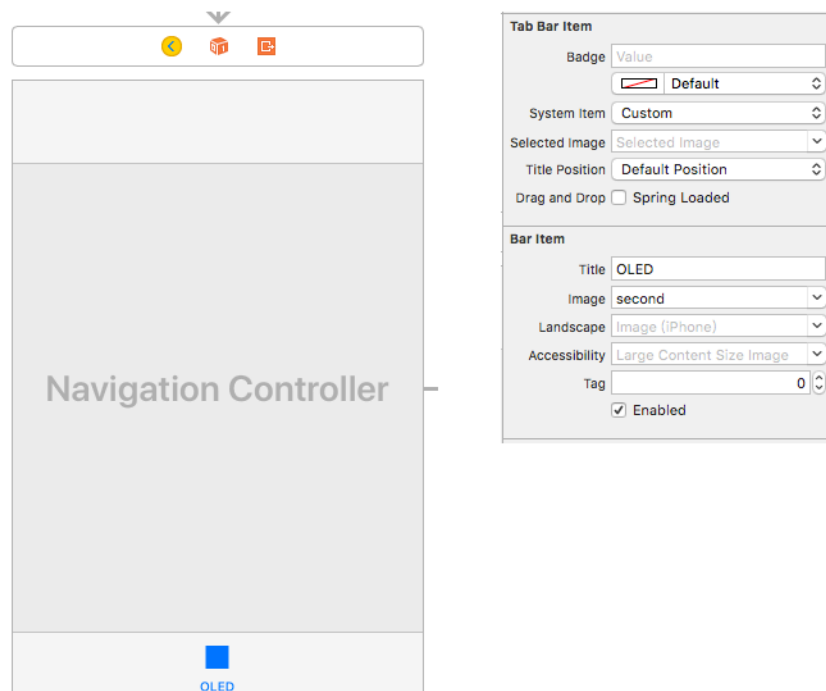 Navigation Controller
OLED
Tab Bar Item
Badge Value
Default
System Item Custom
Selected Image Selected Image
Title Position Default Position
Drag and Drop Spring Loaded
Bar Item
Title OLED
Image second
Landscape Image (iPhone)
Accessibility Large Content Size Image
Tag 0
Enabled